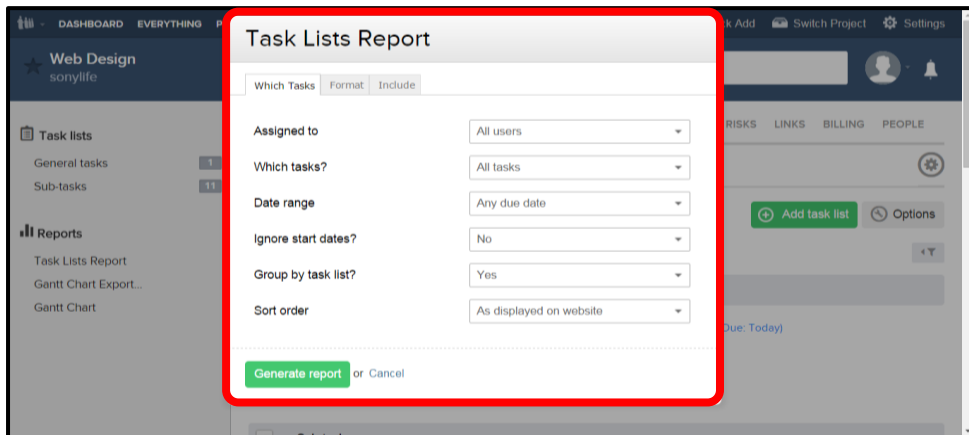 DASHBOARD EVERYTHING
Switch Project Settings
Web Design
sonylife
Task lists
General tasks 1
Sub-tasks 11
Reports
Task Lists Report
Gantt Chart Export...
Gantt Chart
Task Lists Report
Which Tasks Format Include
Assigned to All users
Which tasks? All tasks
Date range Any due date
Ignore start dates? No
Group by task list? Yes
Sort order As displayed on website
Generate report or Cancel
RISKS LINKS BILLING PEOPLE
Add task list Options
Due: Today)